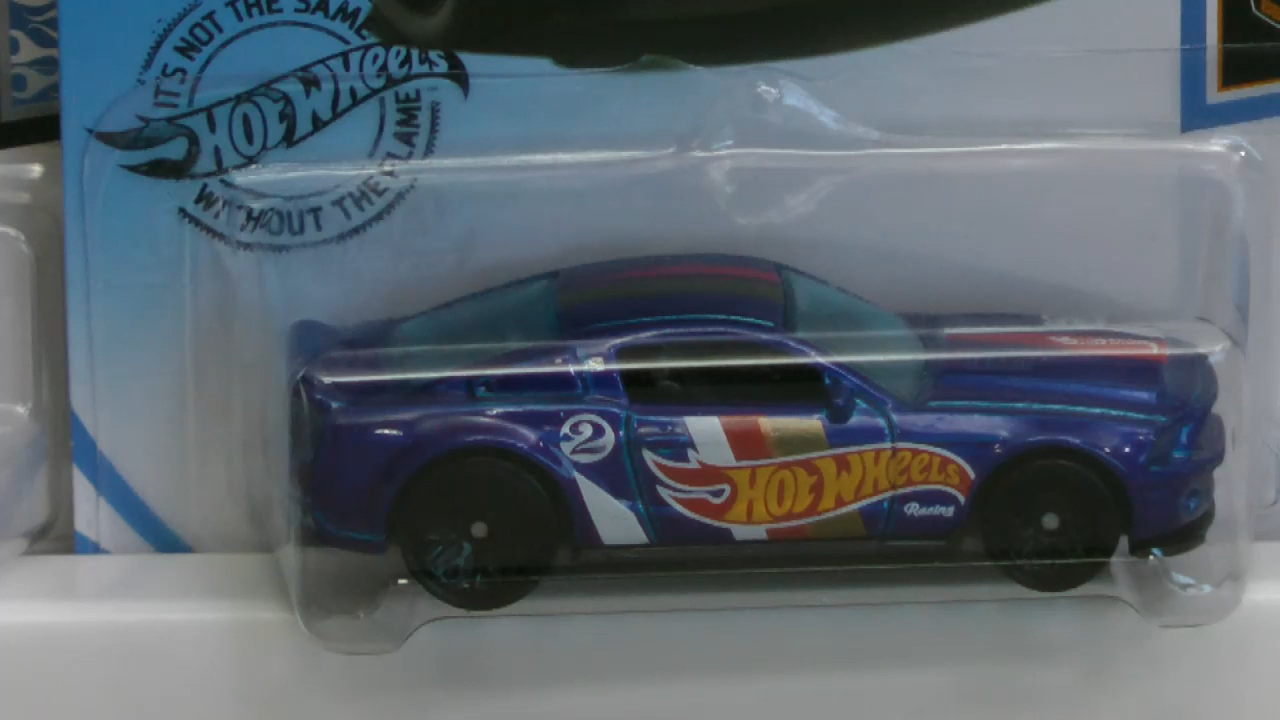 IT'S NOT THE SAME
HOT WHEELS
WITHOUT THE FLAME
2
HOT WHEELS
Racing